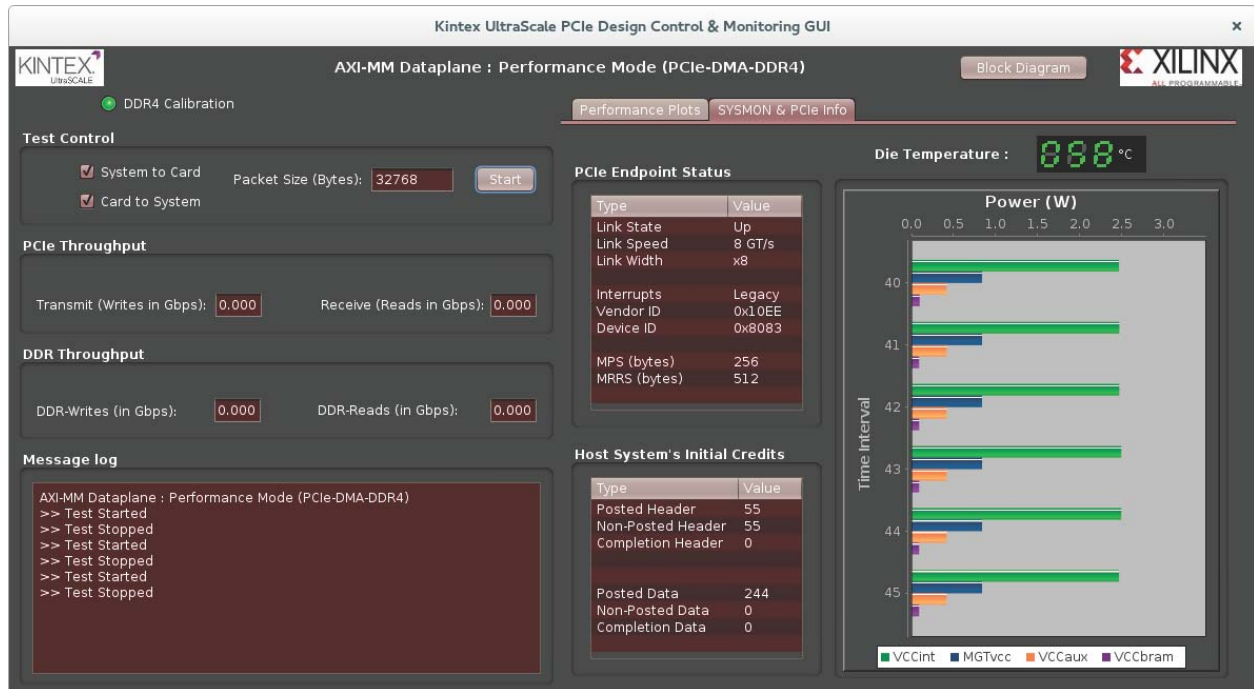 Kintex UltraScale PCIe Design Control & Monitoring GUI
×
KINTEX
UltraSCALE
AXI-MM Dataplane : Performance Mode (PCIe-DMA-DDR4)
Block Diagram
XILINX
ALL PROGRAMMABLE
DDR4 Calibration
Test Control
System to Card
Card to System
Packet Size (Bytes): 32768
Start
PCIe Throughput
Transmit (Writes in Gbps): 0.000
Receive (Reads in Gbps): 0.000
DDR Throughput
DDR-Writes (in Gbps): 0.000
DDR-Reads (in Gbps): 0.000
Message log
AXI-MM Dataplane : Performance Mode (PCIe-DMA-DDR4)
>> Test Started
>> Test Stopped
>> Test Started
>> Test Stopped
>> Test Started
>> Test Stopped
Performance Plots
SYSMON & PCIe Info
PCIe Endpoint Status
Type Value
Link State Up
Link Speed 8 GT/s
Link Width x8
Interrupts Legacy
Vendor ID 0x10EE
Device ID 0x8083
MPS (bytes) 256
MRRS (bytes) 512
Host System's Initial Credits
Type Value
Posted Header 55
Non-Posted Header 55
Completion Header 0
Posted Data 244
Non-Posted Data 0
Completion Data 0
Die Temperature :
°C
Power (W)
0.0 0.5 1.0 1.5 2.0 2.5 3.0
Time Interval
40
41
42
43
44
45
VCCint MGTvcc VCCaux VCCbram